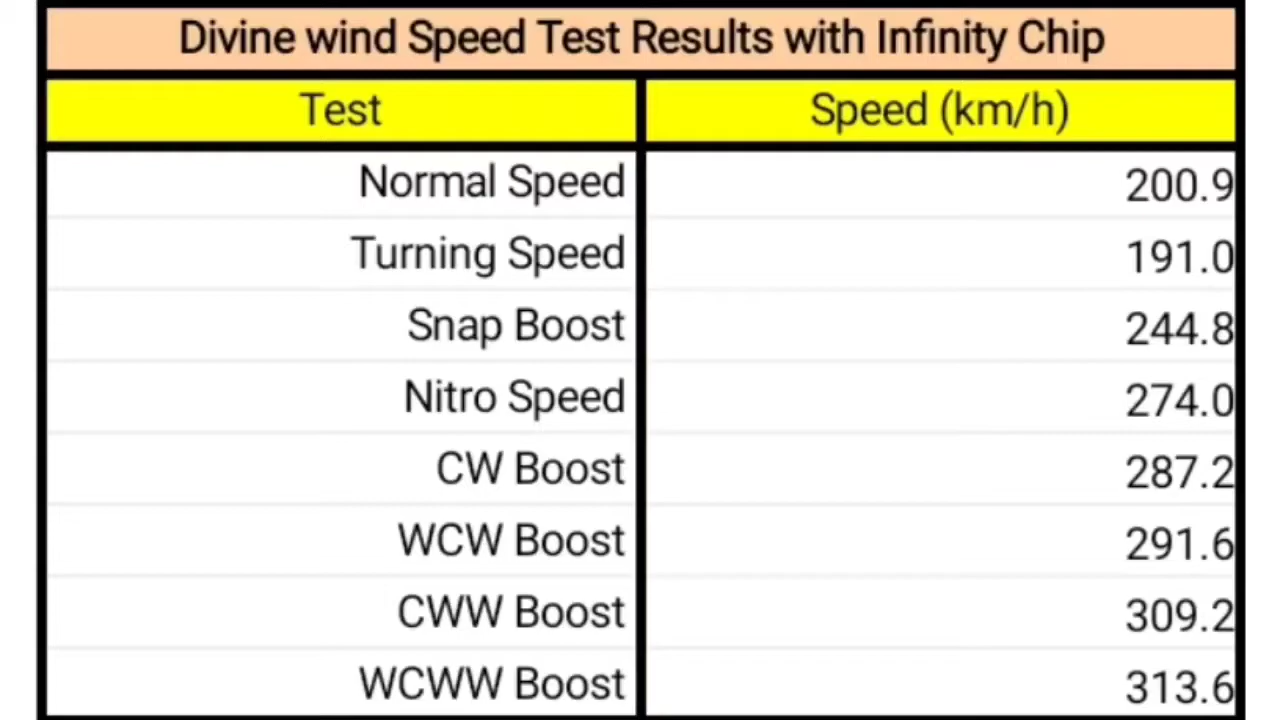 Divine wind Speed Test Results with Infinity Chip
Test Speed (km/h)
Normal Speed 200.9
Turning Speed 191.0
Snap Boost 244.8
Nitro Speed 274.0
CW Boost 287.2
WCW Boost 291.6
CWW Boost 309.2
WCWW Boost 313.6